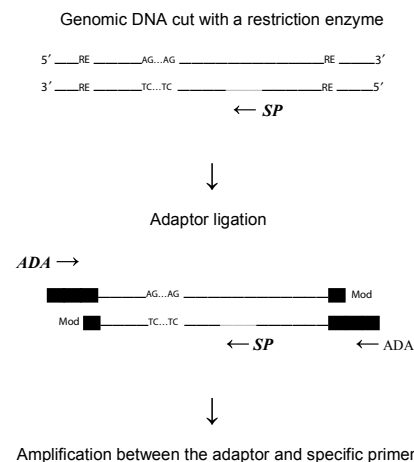 Genomic DNA cut with a restriction enzyme
5′ RE AG...AG RE 3′
3′ RE TC...TC RE 5′
← SP
↓
Adaptor ligation
ADA →
AG...AG Mod
Mod TC...TC
← SP ← ADA
↓
Amplification between the adaptor and specific primer